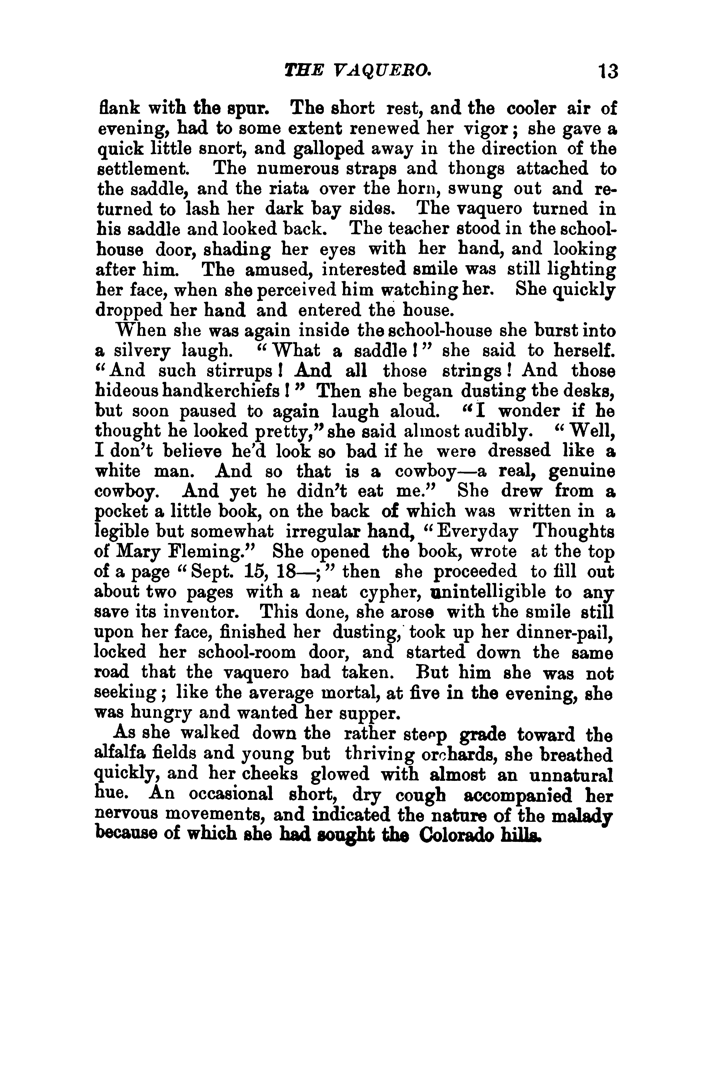 THE VAQUERO. 13
flank with the spur. The short rest, and the cooler air of
evening, had to some extent renewed her vigor; she gave a
quick little snort, and galloped away in the direction of the
settlement. The numerous straps and thongs attached to
the saddle, and the riata over the horn, swung out and re-
turned to lash her dark bay sides. The vaquero turned in
his saddle and looked back. The teacher stood in the school-
house door, shading her eyes with her hand, and looking
after him. The amused, interested smile was still lighting
her face, when she perceived him watching her. She quickly
dropped her hand and entered the house.
When she was again inside the school-house she burst into
a silvery laugh. “What a saddle!” she said to herself.
“And such stirrups! And all those strings! And those
hideous handkerchiefs!” Then she began dusting the desks,
but soon paused to again laugh aloud. “I wonder if he
thought he looked pretty,” she said almost audibly. “Well,
I don’t believe he’d look so bad if he were dressed like a
white man. And so that is a cowboy—a real, genuine
cowboy. And yet he didn’t eat me.” She drew from a
pocket a little book, on the back of which was written in a
legible but somewhat irregular hand, “Everyday Thoughts
of Mary Fleming.” She opened the book, wrote at the top
of a page “Sept. 15, 18—;” then she proceeded to fill out
about two pages with a neat cypher, unintelligible to any
save its inventor. This done, she arose with the smile still
upon her face, finished her dusting, took up her dinner-pail,
locked her school-room door, and started down the same
road that the vaquero had taken. But him she was not
seeking; like the average mortal, at five in the evening, she
was hungry and wanted her supper.
As she walked down the rather steep grade toward the
alfalfa fields and young but thriving orchards, she breathed
quickly, and her cheeks glowed with almost an unnatural
hue. An occasional short, dry cough accompanied her
nervous movements, and indicated the nature of the malady
because of which she had sought the Colorado hills.